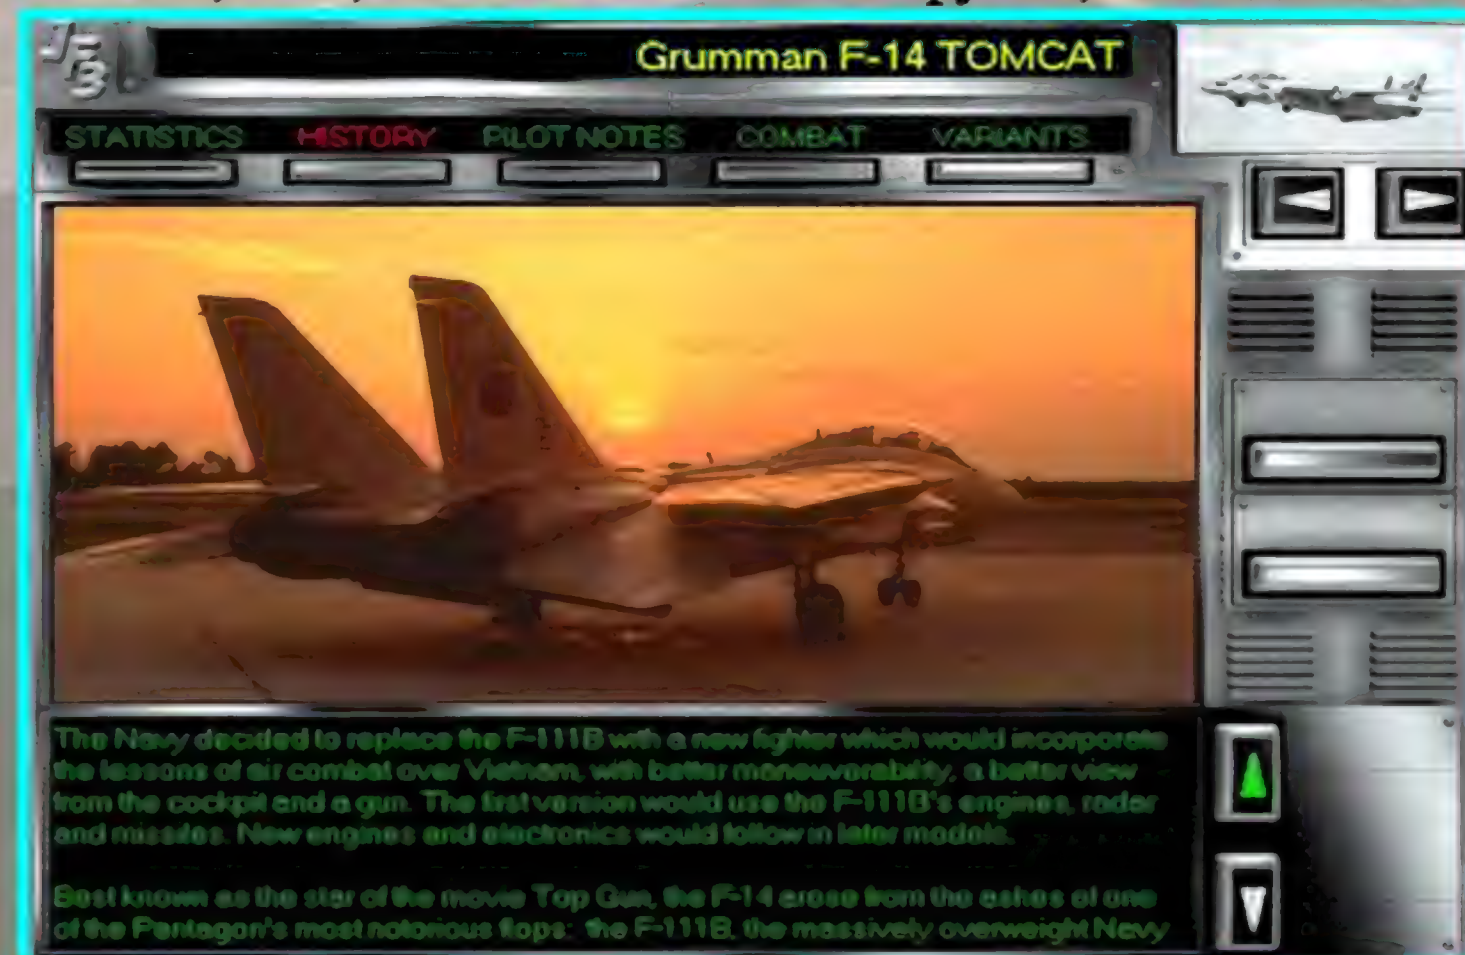 JFB
Grumman F-14 TOMCAT
STATISTICS HISTORY PILOT NOTES COMBAT VARIANTS
The Navy decided to replace the F-111B with a new fighter which would incorporate
the lessons of air combat over Vietnam, with better maneuverability, a better view
from the cockpit and a gun. The first version would use the F-111B's engines, radar
and missiles. New engines and electronics would follow in later models.
Best known as the star of the movie Top Gun, the F-14 arose from the ashes of one
of the Pentagon's most notorious flops: the F-111B, the massively overweight Navy